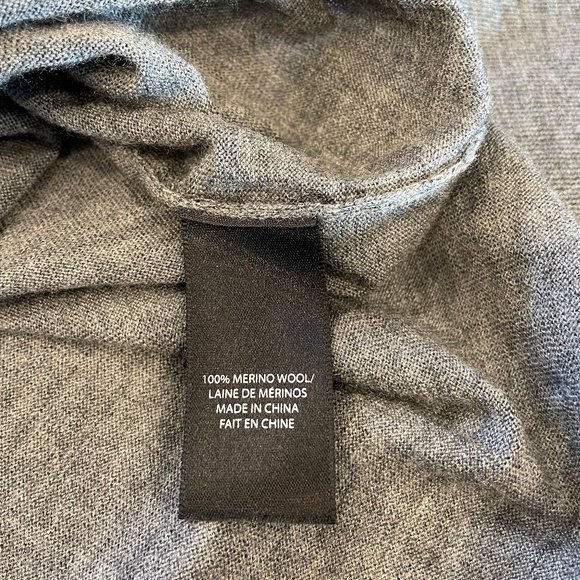 100% MERINO WOOL/
LAINE DE MÉRINOS
MADE IN CHINA
FAIT EN CHINE